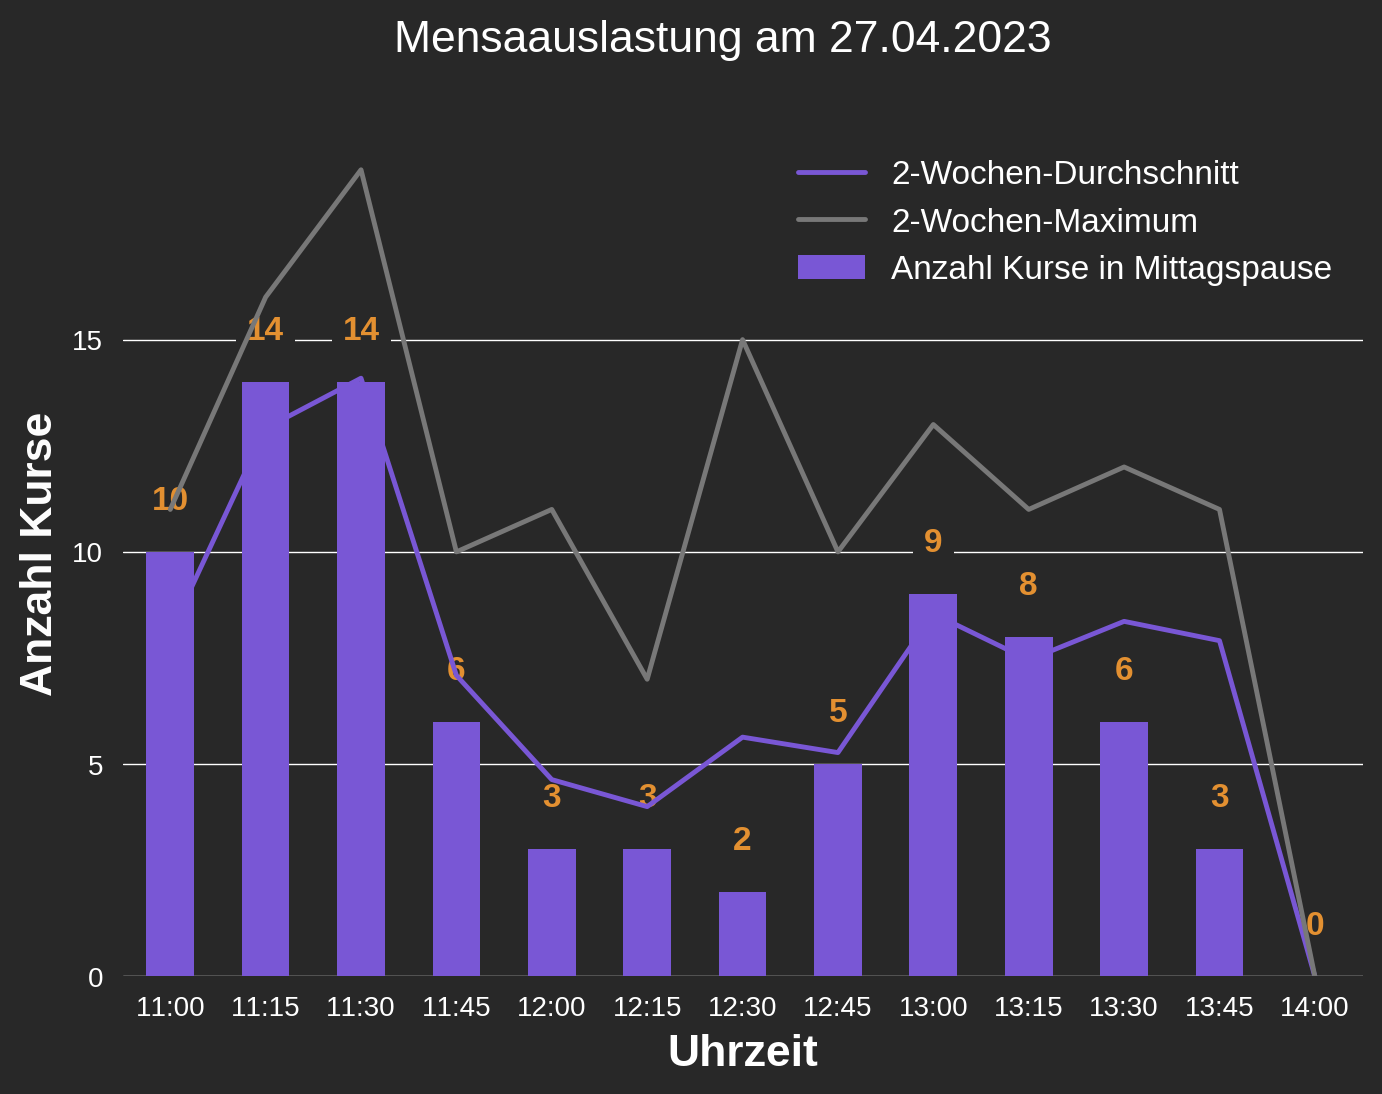 Mensaauslastung am 27.04.2023
2-Wochen-Durchschnitt
2-Wochen-Maximum
Anzahl Kurse in Mittagspause
Anzahl Kurse
15
10
5
0
10
14
14
6
3
3
2
5
9
8
6
3
0
11:00 11:15 11:30 11:45 12:00 12:15 12:30 12:45 13:00 13:15 13:30 13:45 14:00
Uhrzeit